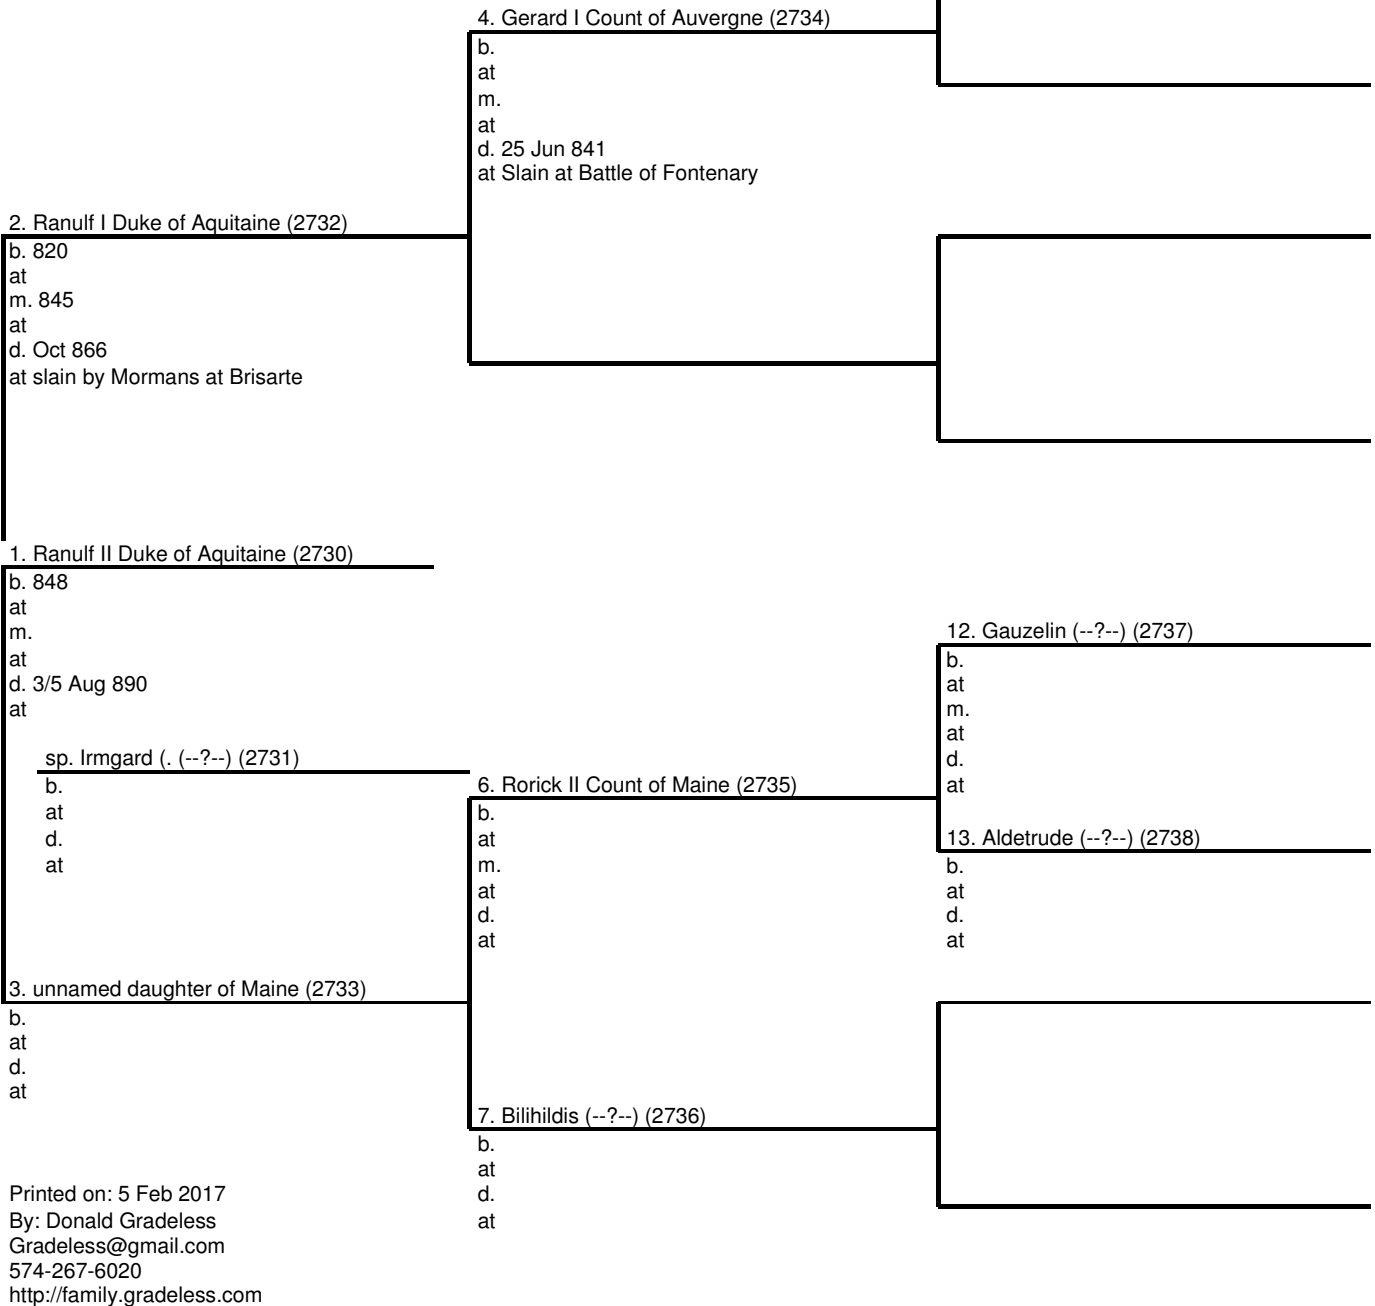 4. Gerard I Count of Auvergne (2734)
b.
at
m.
at
d. 25 Jun 841
at Slain at Battle of Fontenary
2. Ranulf I Duke of Aquitaine (2732)
b. 820
at
m. 845
at
d. Oct 866
at slain by Mormans at Brisarte
1. Ranulf II Duke of Aquitaine (2730)
b. 848
at
m.
at
d. 3/5 Aug 890
at
sp. Irmgard (. (--?--) (2731)
b.
at
d.
at
12. Gauzelin (--?--) (2737)
b.
at
m.
at
d.
at
6. Rorick II Count of Maine (2735)
b.
at
m.
at
d.
at
13. Aldetrude (--?--) (2738)
b.
at
d.
at
3. unnamed daughter of Maine (2733)
b.
at
d.
at
7. Bilihildis (--?--) (2736)
b.
at
d.
at
Printed on: 5 Feb 2017
By: Donald Gradeless
Gradeless@gmail.com
574-267-6020
http://family.gradeless.com